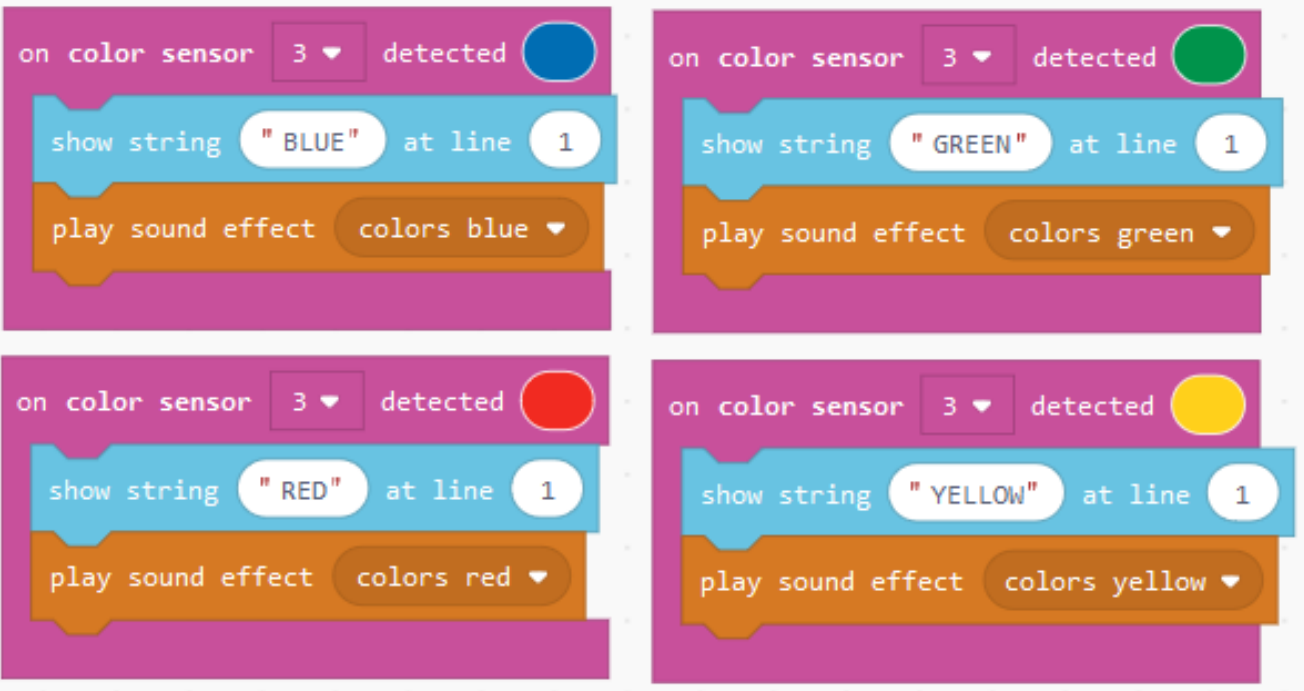 on color sensor 3 detected
show string "BLUE" at line 1
play sound effect colors blue
on color sensor 3 detected
show string "GREEN" at line 1
play sound effect colors green
on color sensor 3 detected
show string "RED" at line 1
play sound effect colors red
on color sensor 3 detected
show string "YELLOW" at line 1
play sound effect colors yellow